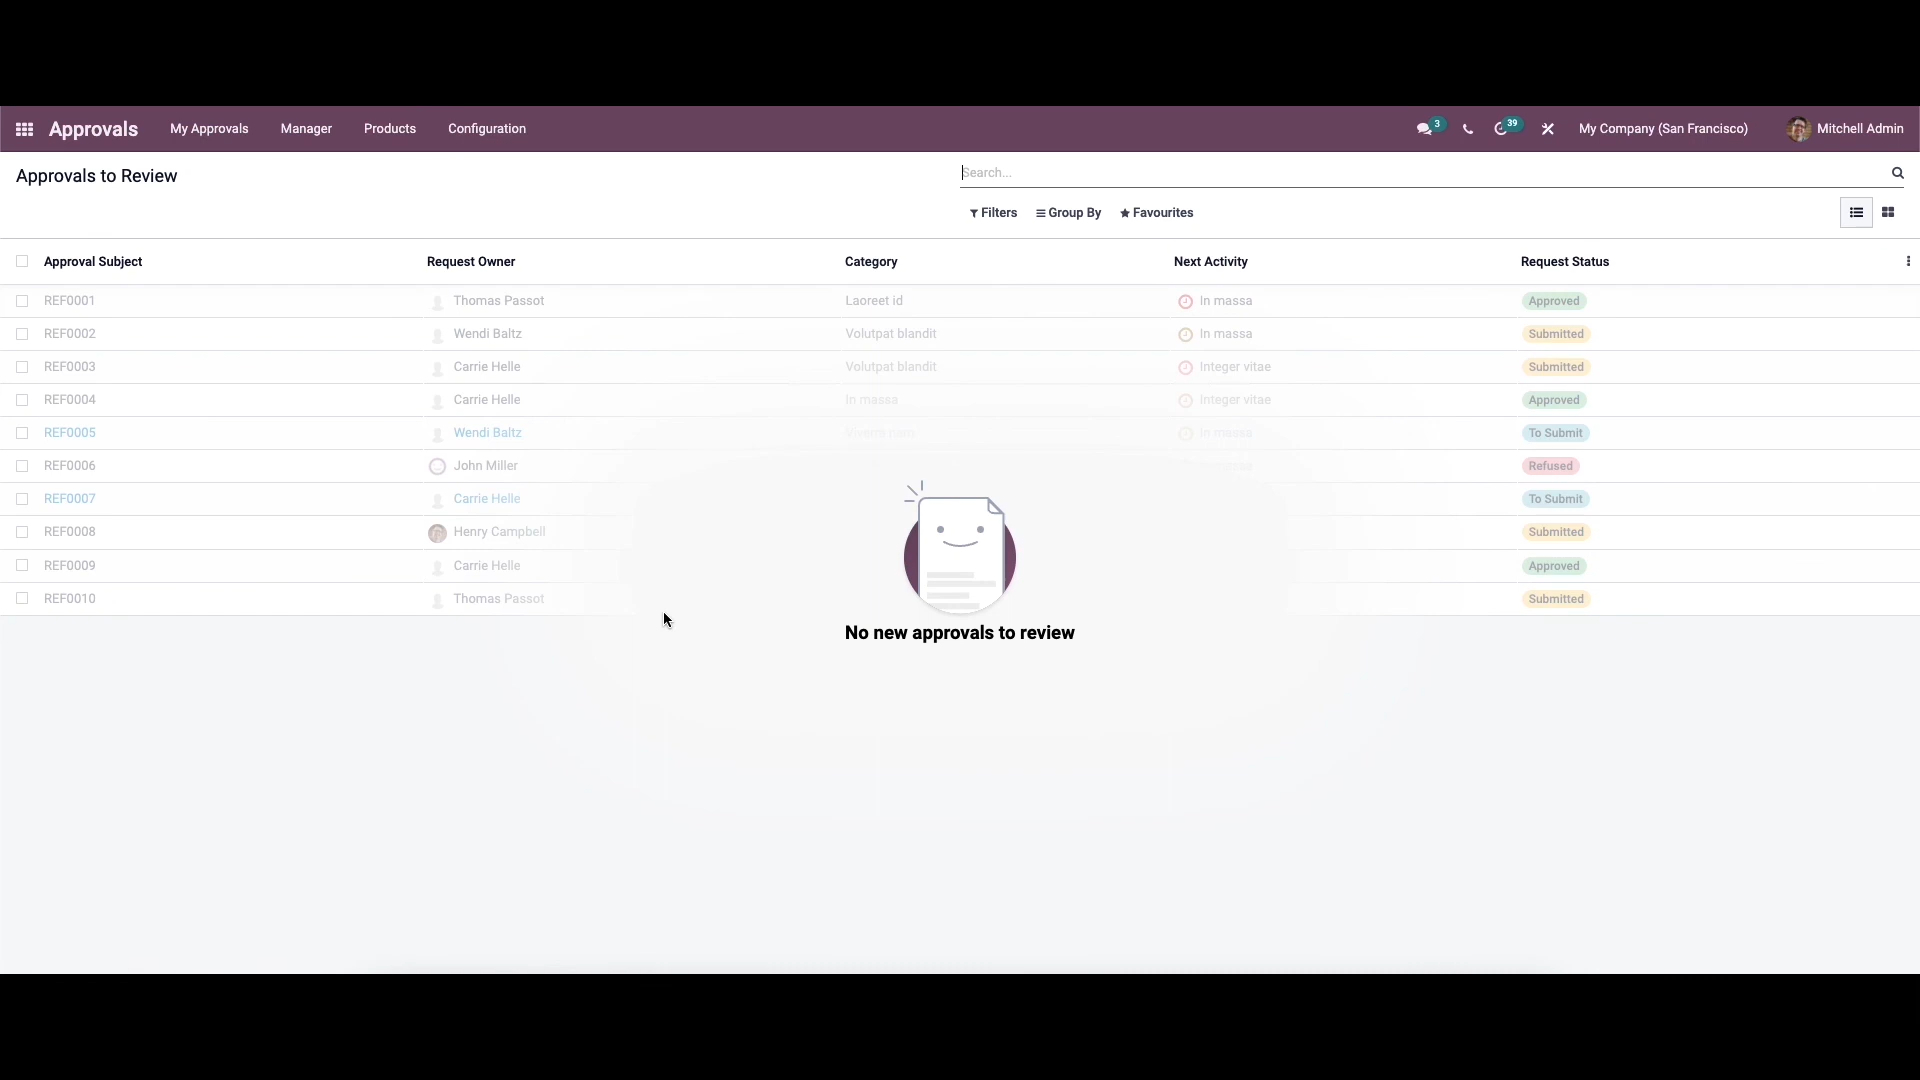 Approvals My Approvals Manager Products Configuration 3 39 My Company (San Francisco) Mitchell Admin
Approvals to Review Search...
Filters Group By Favourites
Approval Subject Request Owner Category Next Activity Request Status
REF0001 Thomas Passot Laoreet id In massa Approved
REF0002 Wendi Baltz Volutpat blandit In massa Submitted
REF0003 Carrie Helle Volutpat blandit Integer vitae Submitted
REF0004 Carrie Helle In massa Integer vitae Approved
REF0005 Wendi Baltz In massa To Submit
REF0006 John Miller Refused
REF0007 Carrie Helle To Submit
REF0008 Henry Campbell Submitted
REF0009 Carrie Helle Approved
REF0010 Thomas Passot Submitted
No new approvals to review